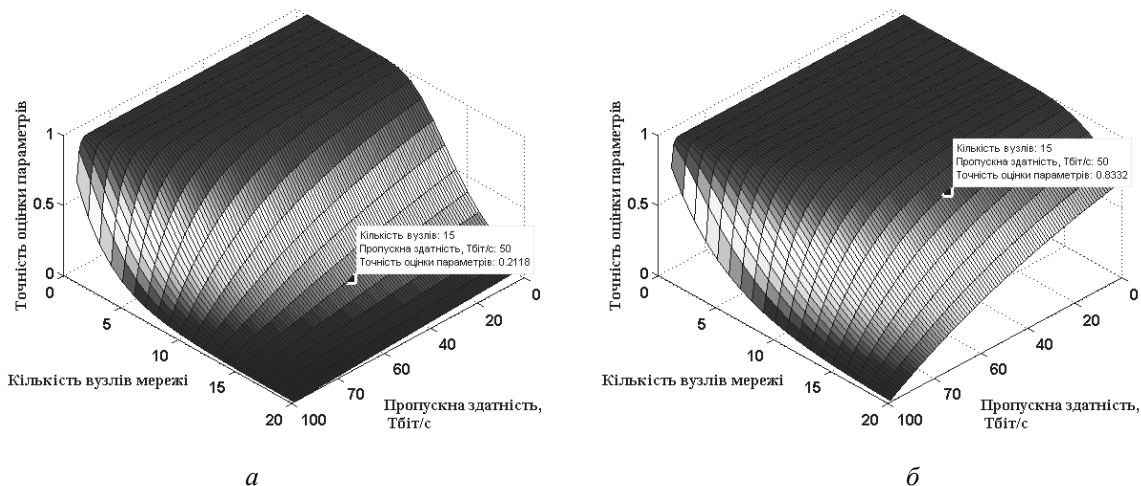 Точність оцінки параметрів
1
0.5
0
0
5
10
15
20
Кількість вузлів мережі
100
70
60
40
20
0
Пропускна здатність,
Тбіт/с
Кількість вузлів: 15
Пропускна здатність, Тбіт/с: 50
Точність оцінки параметрів: 0.2118
а
Точність оцінки параметрів
1
0.5
0
0
5
10
15
20
Кількість вузлів мережі
100
70
60
40
20
0
Пропускна здатність,
Тбіт/с
Кількість вузлів: 15
Пропускна здатність, Тбіт/с: 50
Точність оцінки параметрів: 0.8332
б